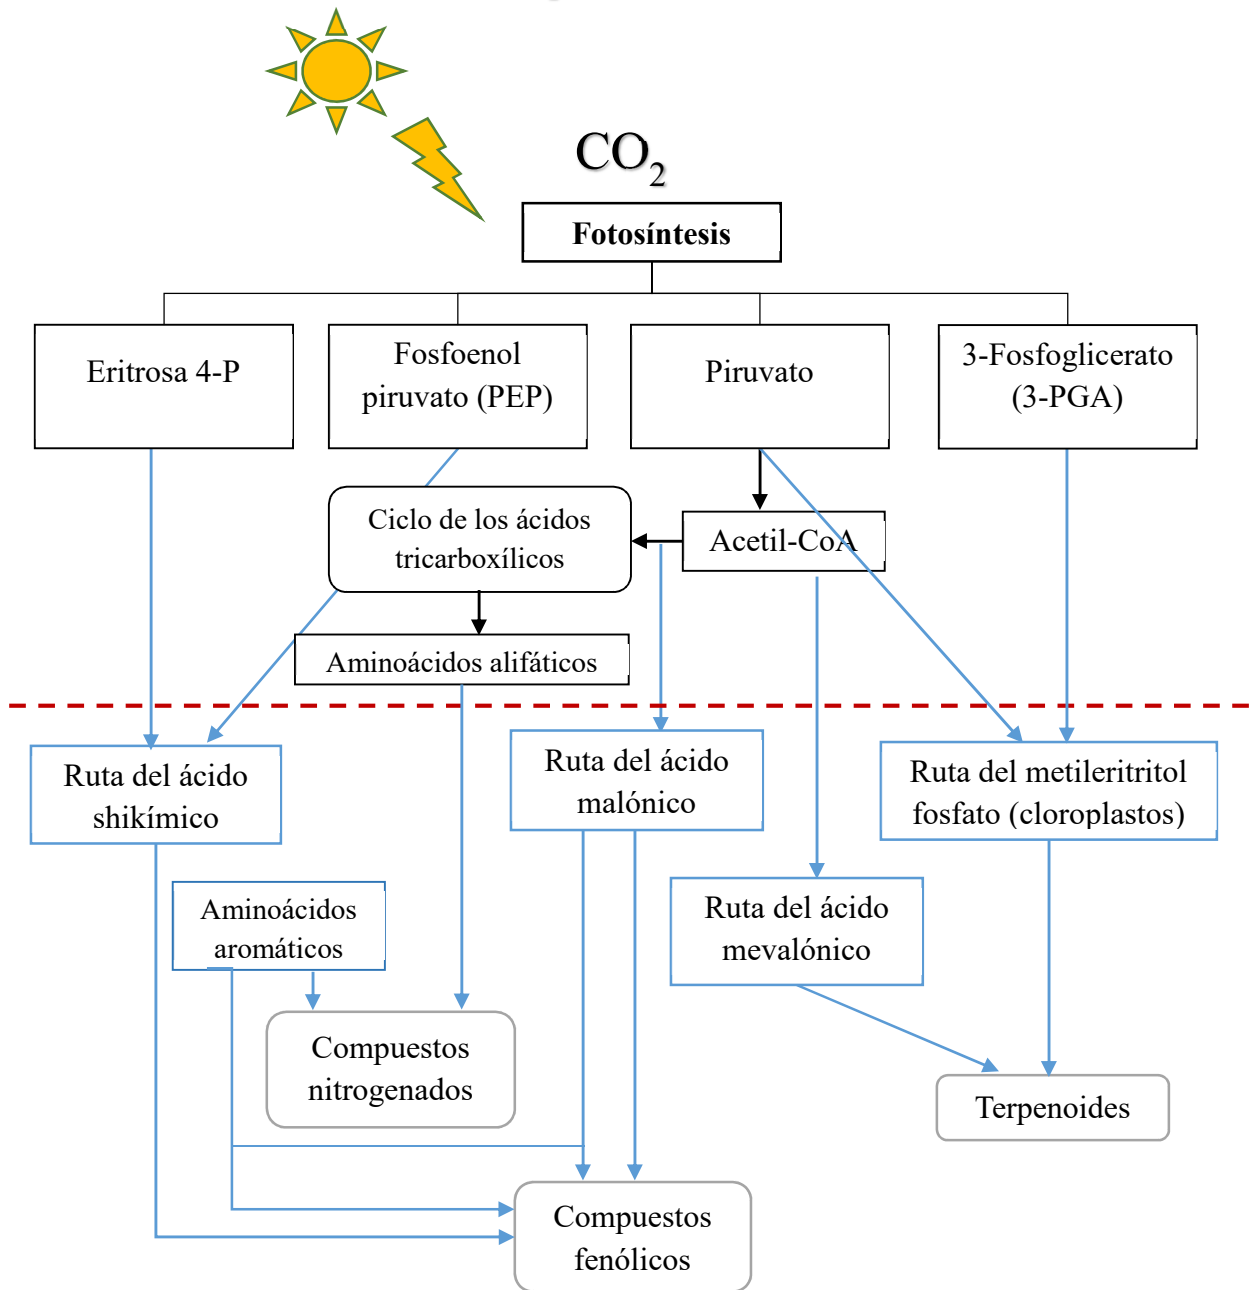 CO₂
Fotosíntesis
Eritrosa 4-P
Fosfoenol
piruvato (PEP)
Piruvato
3-Fosfoglicerato
(3-PGA)
Ciclo de los ácidos
tricarboxílicos
Acetil-CoA
Aminoácidos alifáticos
Ruta del ácido
shikímico
Ruta del ácido
malónico
Ruta del metileritritol
fosfato (cloroplastos)
Aminoácidos
aromáticos
Ruta del ácido
mevalónico
Compuestos
nitrogenados
Terpenoides
Compuestos
fenólicos